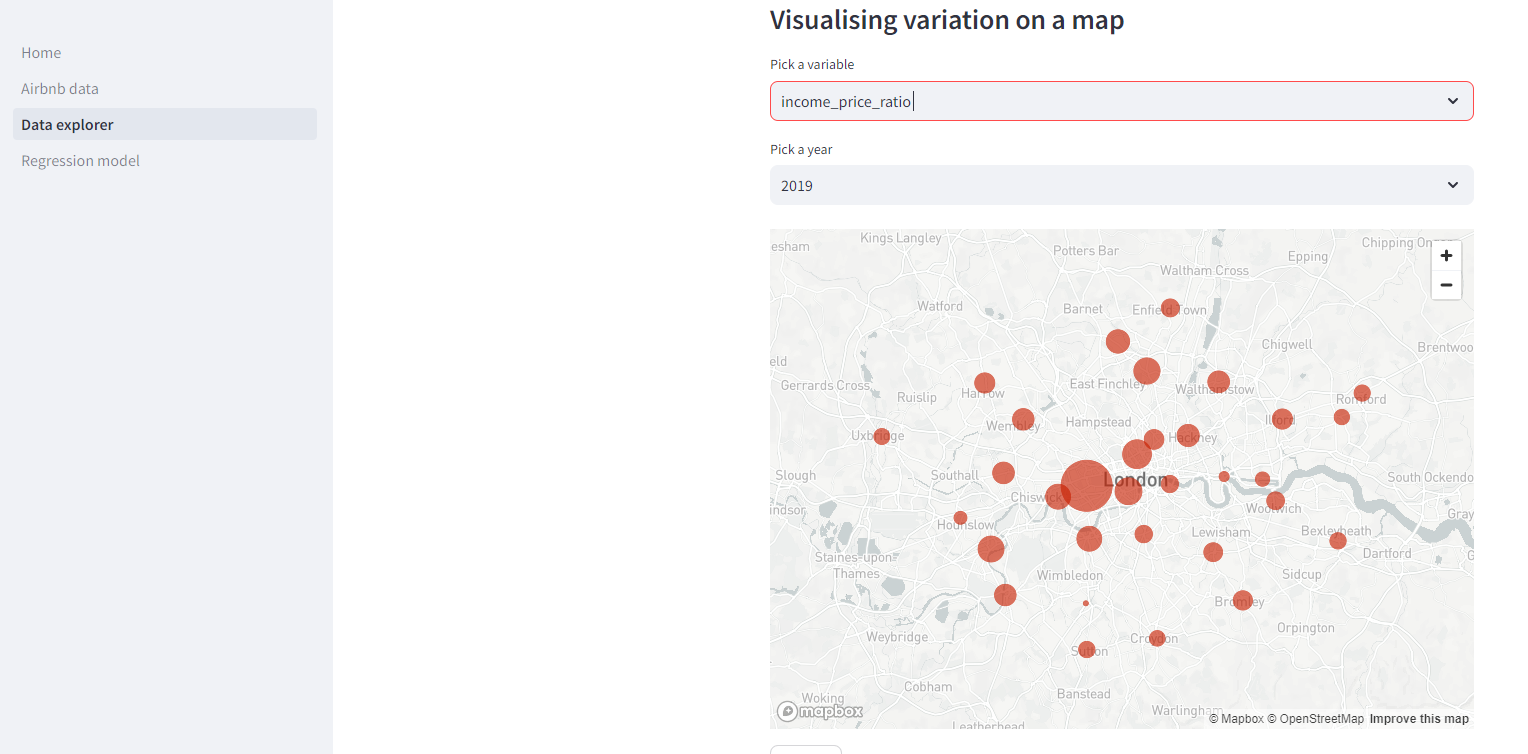 Home
Airbnb data
Data explorer
Regression model
Visualising variation on a map
Pick a variable
income_price_ratio
Pick a year
2019
esham
Kings Langley
Potters Bar
Chipping On
Epping
Waltham Cross
Watford
Barnet
Enfield Town
Chigwell
Brentwoo
eld
Gerrards Cross
Ruislip
Harrow
East Finchley
Walthamstow
Romford
Ilford
Wembley
Hampstead
Hackney
Uxbridge
Slough
Southall
London
South Ockendo
Chiswick
Woolwich
indsor
Gray
Hounslow
Lewisham
Bexleyheath
Dartford
G
Staines-upon-
Thames
Wimbledon
Sidcup
Bromley
Orpington
Weybridge
Croydon
Sutton
Cobham
Banstead
Woking
Warlingham
Leatherhead
mapbox
© Mapbox © OpenStreetMap Improve this map